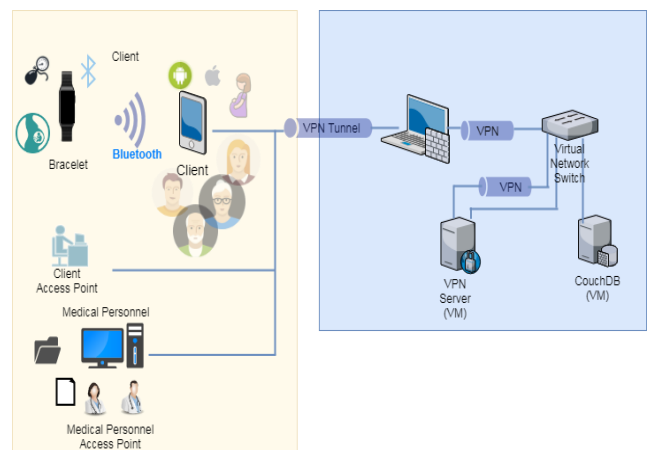 Client
Bracelet
Bluetooth
Client
Client
Access Point
Medical Personnel
Medical Personnel
Access Point
VPN Tunnel
VPN
Virtual
Network
Switch
VPN
VPN
Server
(VM)
CouchDB
(VM)